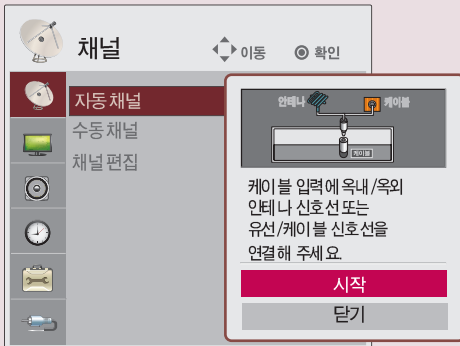 채널
이동
확인
자동 채널
수동 채널
채널 편집
안테나
케이블
케이블
케이블 입력에 옥내/옥외
안테나 신호선 또는
유선/케이블 신호선을
연결해 주세요.
시작
닫기